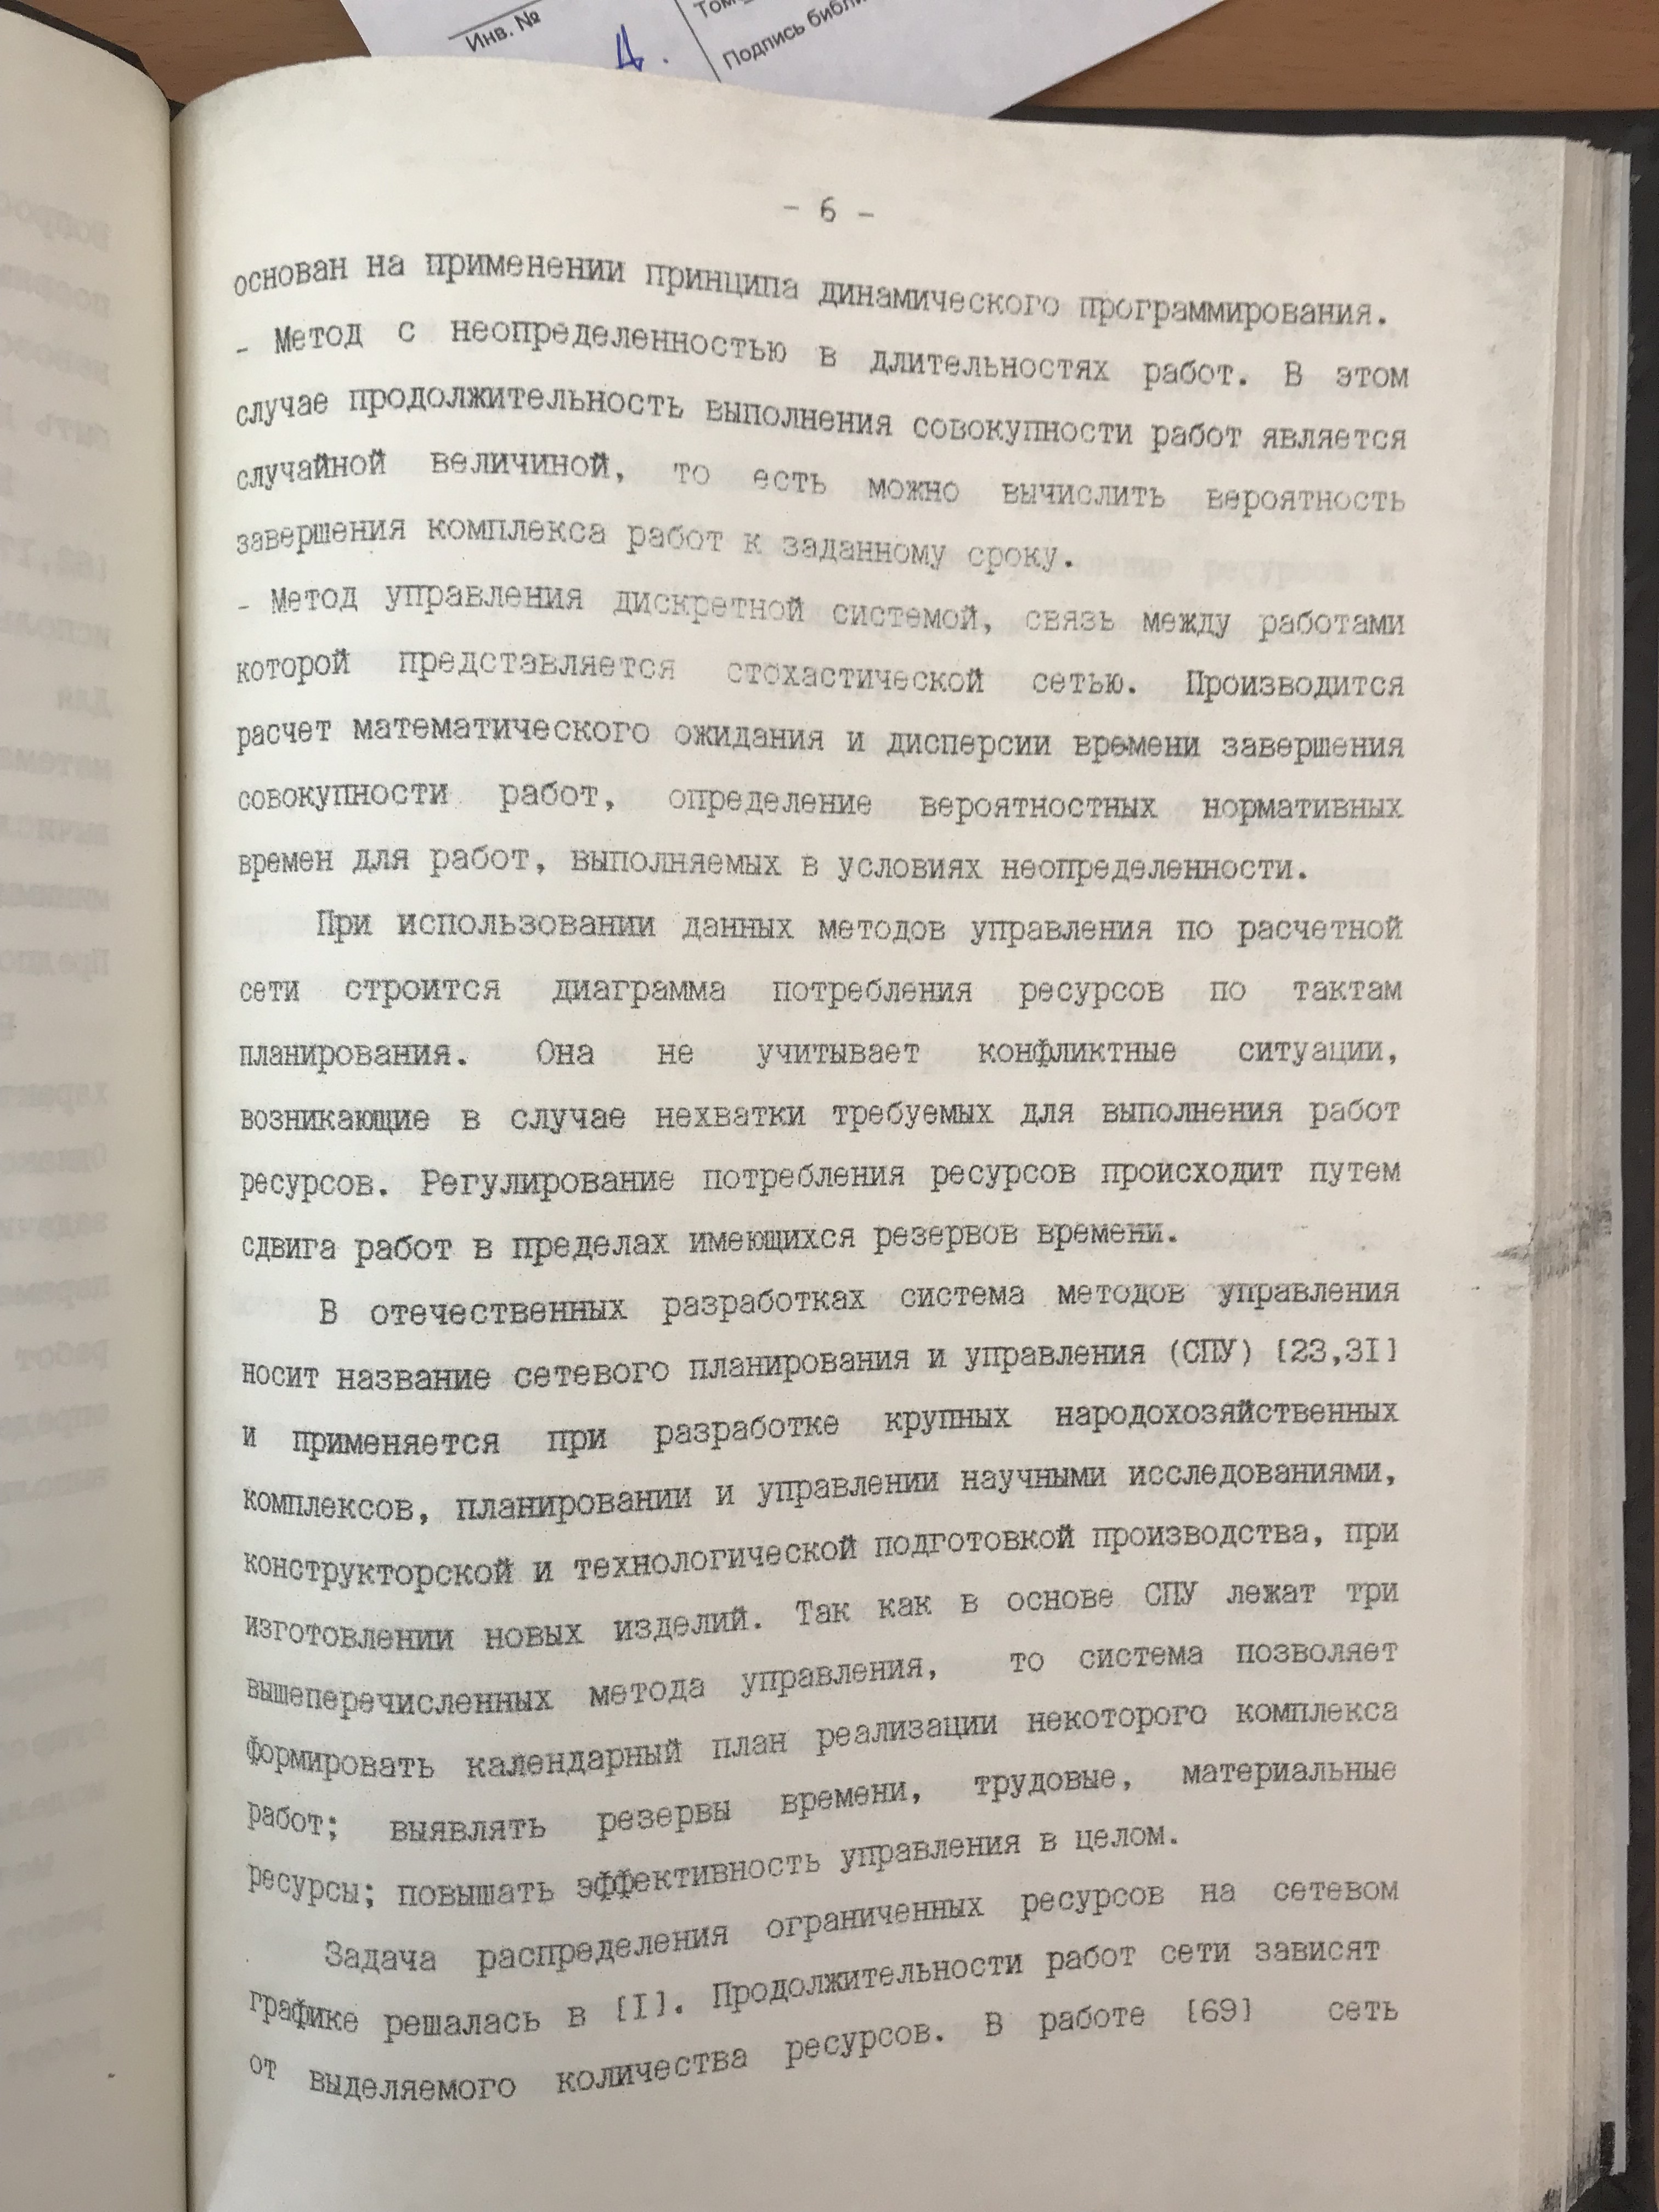 Инв. №
Том
Подпись библи
Д.
- 6 -
основан на применении принципа динамического программирования.
- Метод с неопределенностью в длительностях работ. В этом
случае продолжительность выполнения совокупности работ является
случайной величиной, то есть можно вычислить вероятность
завершения комплекса работ к заданному сроку.
- Метод управления дискретной системой, связь между работами
которой представляется стохастической сетью. Производится
расчет математического ожидания и дисперсии времени завершения
совокупности работ, определение вероятностных нормативных
времен для работ, выполняемых в условиях неопределенности.
При использовании данных методов управления по расчетной
сети строится диаграмма потребления ресурсов по тактам
планирования. Она не учитывает конфликтные ситуации,
возникающие в случае нехватки требуемых для выполнения работ
ресурсов. Регулирование потребления ресурсов происходит путем
сдвига работ в пределах имеющихся резервов времени.
В отечественных разработках система методов управления
носит название сетевого планирования и управления (СПУ) [23,3I]
и применяется при разработке крупных народохозяйственных
комплексов, планировании и управлении научными исследованиями,
конструкторской и технологической подготовкой производства, при
изготовлении новых изделий. Так как в основе СПУ лежат три
вышеперечисленных метода управления, то система позволяет
формировать календарный план реализации некоторого комплекса
работ; выявлять резервы времени, трудовые, материальные
ресурсы; повышать эффективность управления в целом.
Задача распределения ограниченных ресурсов на сетевом
графике решалась в [I]. Продолжительности работ сети зависят
от выделяемого количества ресурсов. В работе [69] сеть